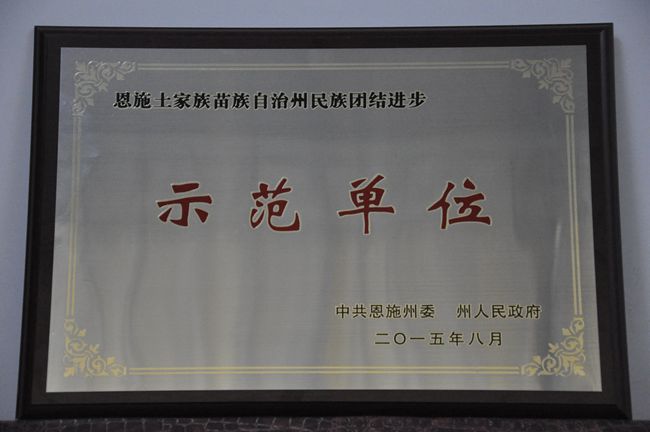 恩施土家族苗族自治州民族团结进步
示范单位
中共恩施州委 州人民政府
二〇一五年八月